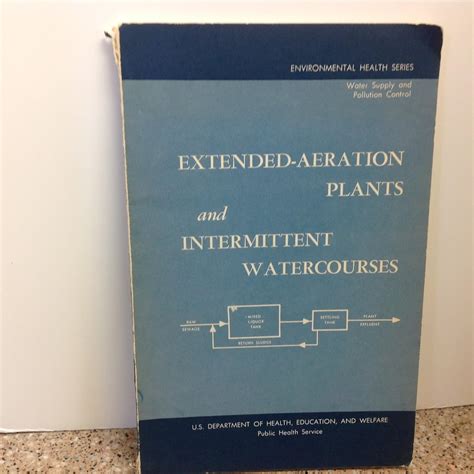 ENVIRONMENTAL HEALTH SERIES
Water Supply and
Pollution Control
EXTENDED-AERATION
PLANTS
and
INTERMITTENT
WATERCOURSES
RAW
SEWAGE
MIXED
LIQUOR
TANK
SETTLING
TANK
PLANT
EFFLUENT
RETURN SLUDGE
U.S. DEPARTMENT OF HEALTH, EDUCATION, AND WELFARE
Public Health Service